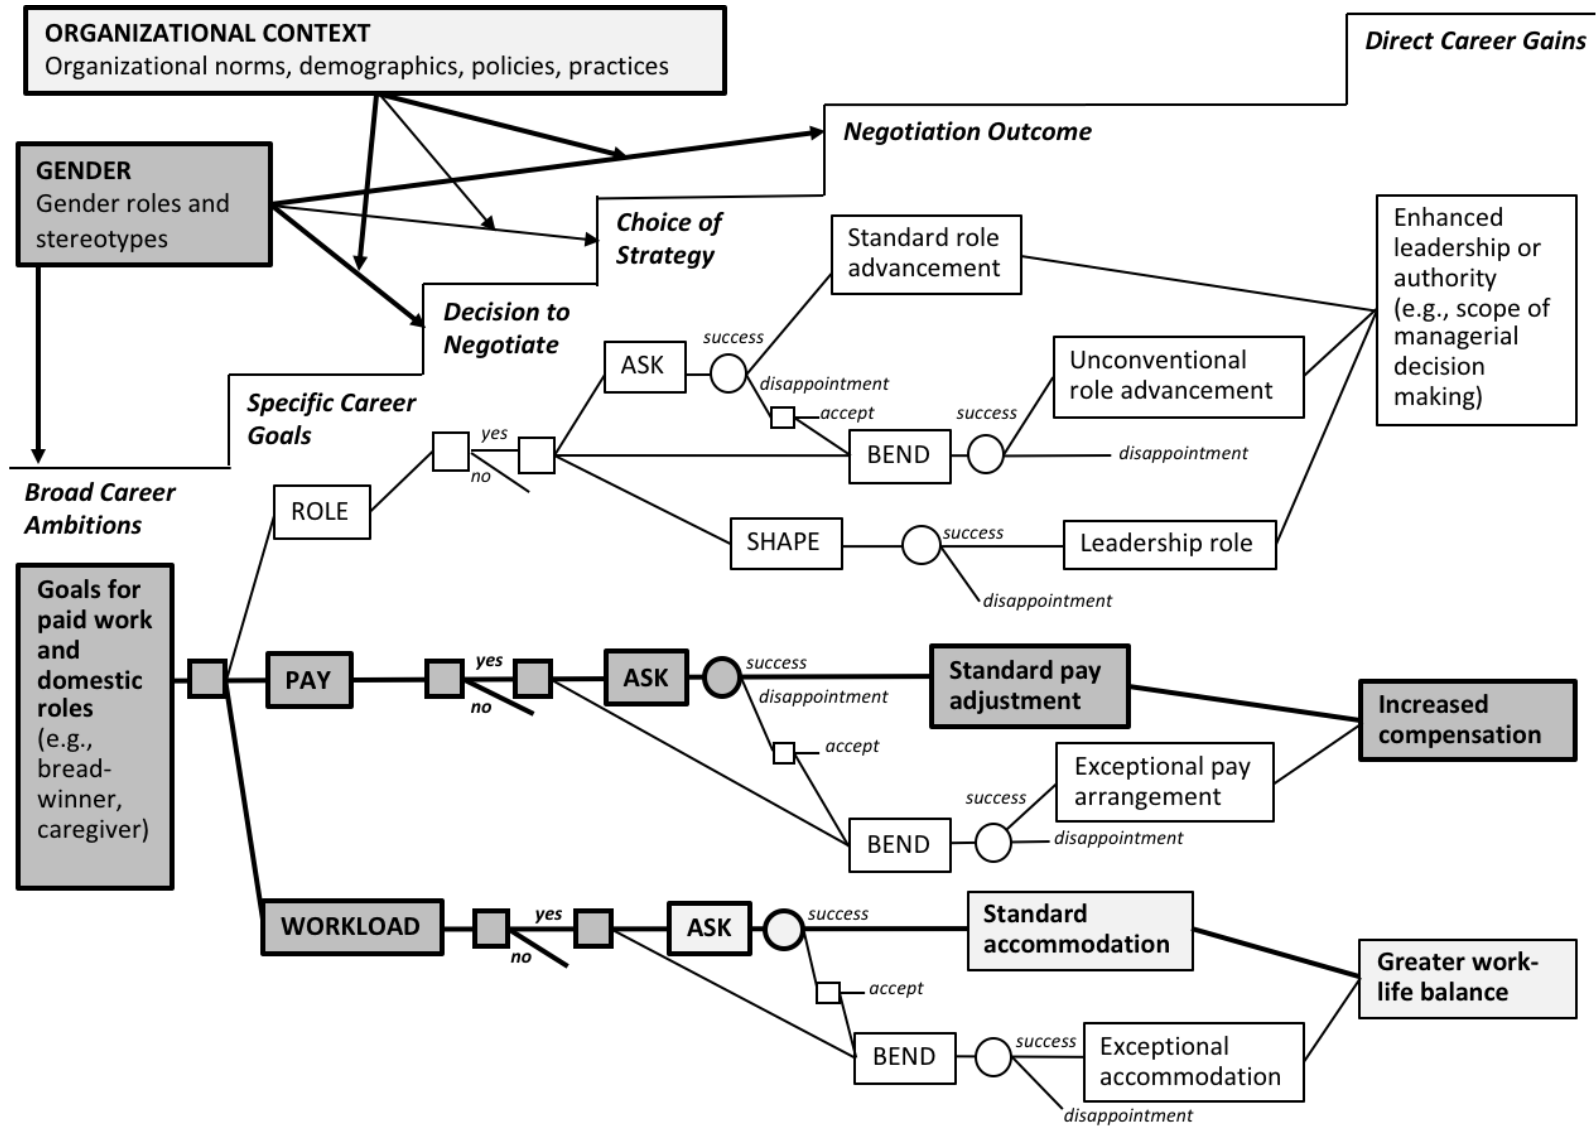 ORGANIZATIONAL CONTEXT
Organizational norms, demographics, policies, practices
Direct Career Gains
Negotiation Outcome
GENDER
Gender roles and
stereotypes
Choice of
Strategy
Decision to
Negotiate
Specific Career
Goals
Broad Career
Ambitions
Goals for
paid work
and
domestic
roles
(e.g.,
bread-
winner,
caregiver)
ROLE
yes
no
ASK
success
disappointment
accept
Standard role
advancement
BEND
success
disappointment
Unconventional
role advancement
SHAPE
success
disappointment
Leadership role
Enhanced
leadership or
authority
(e.g., scope of
managerial
decision
making)
PAY
yes
no
ASK
success
disappointment
accept
Standard pay
adjustment
BEND
success
disappointment
Exceptional pay
arrangement
Increased
compensation
WORKLOAD
yes
no
ASK
success
accept
Standard
accommodation
BEND
success
disappointment
Exceptional
accommodation
Greater work-
life balance